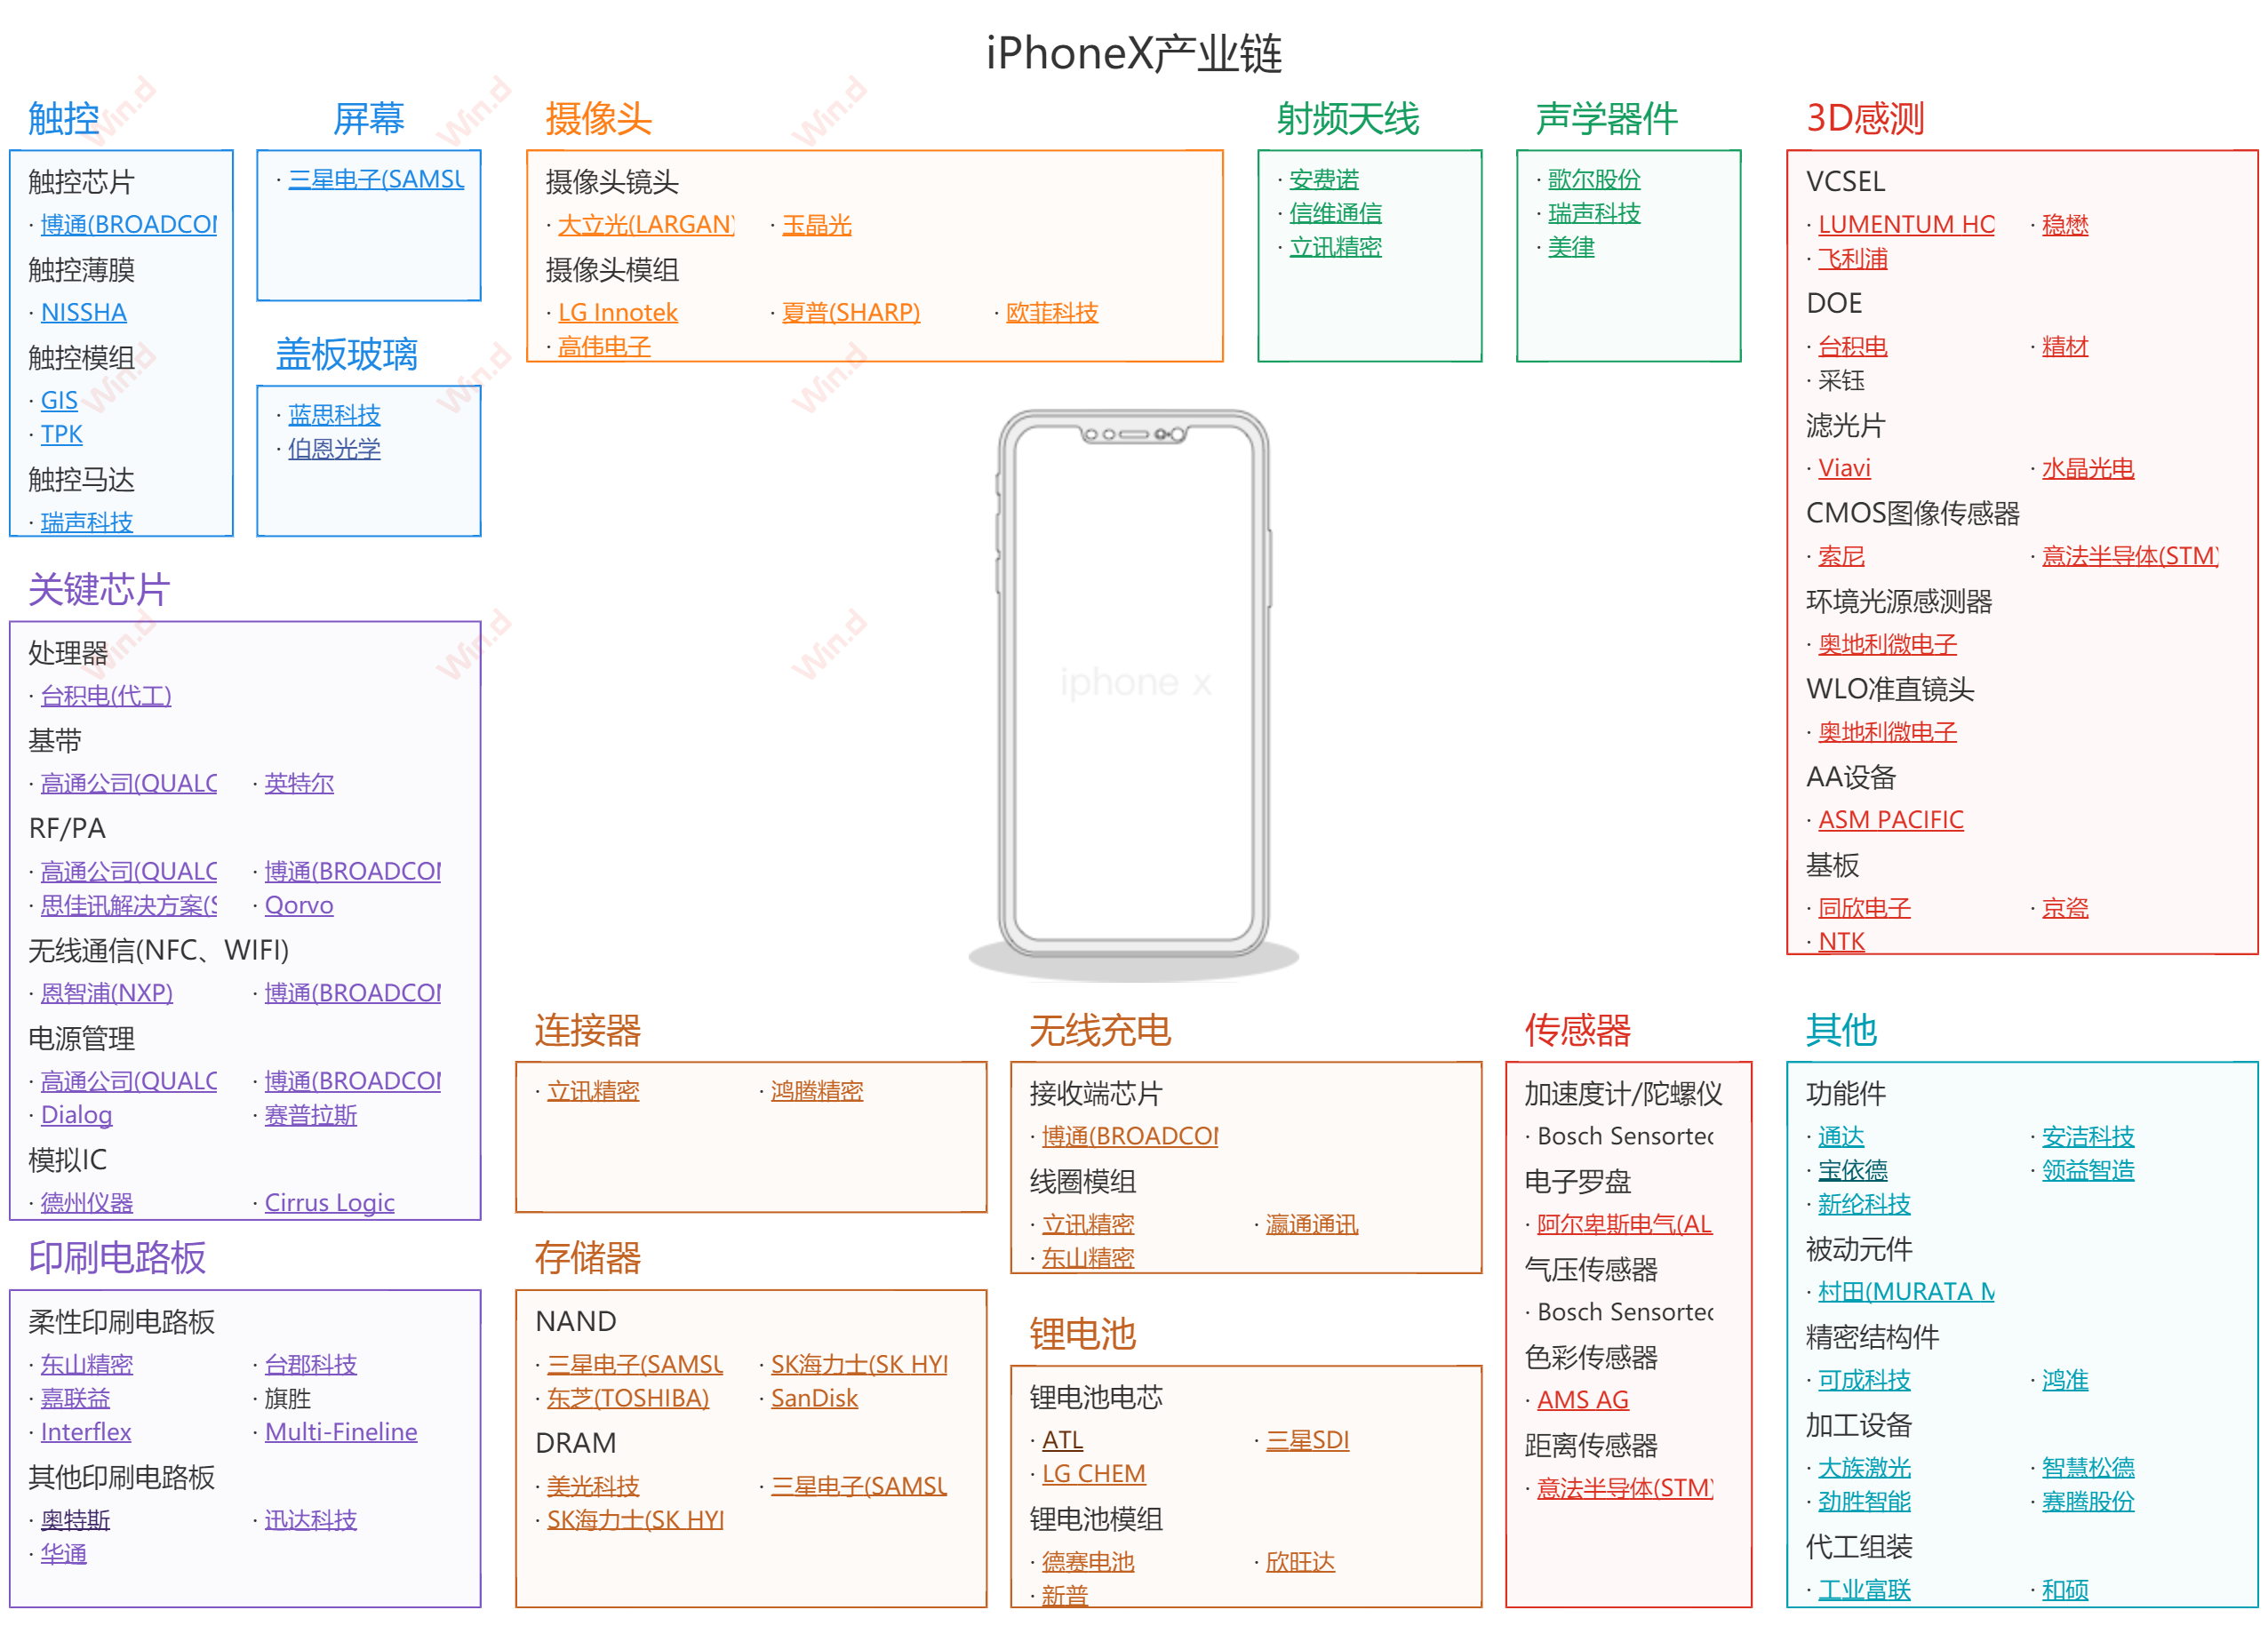 iPhoneX产业链
触控
触控芯片
· 博通(BROADCOM
触控薄膜
· NISSHA
触控模组
· GIS
· TPK
触控马达
· 瑞声科技
屏幕
· 三星电子(SAMSU
盖板玻璃
· 蓝思科技
· 伯恩光学
摄像头
摄像头镜头
· 大立光(LARGAN) · 玉晶光
摄像头模组
· LG Innotek · 夏普(SHARP) · 欧菲科技
· 高伟电子
射频天线
· 安费诺
· 信维通信
· 立讯精密
声学器件
· 歌尔股份
· 瑞声科技
· 美律
3D感测
VCSEL
· LUMENTUM HO · 稳懋
· 飞利浦
DOE
· 台积电 · 精材
· 采钰
滤光片
· Viavi · 水晶光电
CMOS图像传感器
· 索尼 · 意法半导体(STM)
环境光源感测器
· 奥地利微电子
WLO准直镜头
· 奥地利微电子
AA设备
· ASM PACIFIC
基板
· 同欣电子 · 京瓷
· NTK
iphone x
关键芯片
处理器
· 台积电(代工)
基带
· 高通公司(QUALC · 英特尔
RF/PA
· 高通公司(QUALC · 博通(BROADCOM
· 思佳讯解决方案(S · Qorvo
无线通信(NFC、WIFI)
· 恩智浦(NXP) · 博通(BROADCOM
电源管理
· 高通公司(QUALC · 博通(BROADCOM
· Dialog · 赛普拉斯
模拟IC
· 德州仪器 · Cirrus Logic
印刷电路板
柔性印刷电路板
· 东山精密 · 台郡科技
· 嘉联益 · 旗胜
· Interflex · Multi-Fineline
其他印刷电路板
· 奥特斯 · 迅达科技
· 华通
连接器
· 立讯精密 · 鸿腾精密
存储器
NAND
· 三星电子(SAMSU · SK海力士(SK HYI
· 东芝(TOSHIBA) · SanDisk
DRAM
· 美光科技 · 三星电子(SAMSU
· SK海力士(SK HYI
无线充电
接收端芯片
· 博通(BROADCOM
线圈模组
· 立讯精密 · 瀛通通讯
· 东山精密
锂电池
锂电池电芯
· ATL · 三星SDI
· LG CHEM
锂电池模组
· 德赛电池 · 欣旺达
· 新普
传感器
加速度计/陀螺仪
· Bosch Sensortec
电子罗盘
· 阿尔卑斯电气(AL
气压传感器
· Bosch Sensortec
色彩传感器
· AMS AG
距离传感器
· 意法半导体(STM)
其他
功能件
· 通达 · 安洁科技
· 宝依德 · 领益智造
· 新纶科技
被动元件
· 村田(MURATA M
精密结构件
· 可成科技 · 鸿准
加工设备
· 大族激光 · 智慧松德
· 劲胜智能 · 赛腾股份
代工组装
· 工业富联 · 和硕
Win.d
Win.d
Win.d
Win.d
Win.d
Win.d
Win.d
Win.d
Win.d